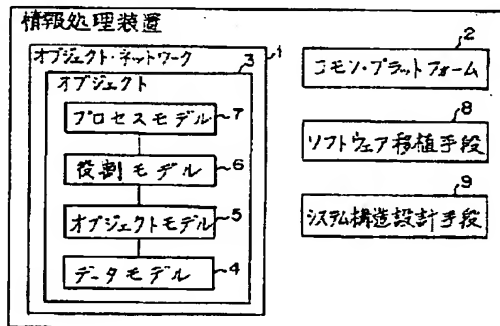 情報処理装置
オブジェクト・ネットワーク
1
オブジェクト
3
プロセスモデル
7
役割モデル
6
オブジェクトモデル
5
データモデル
4
2
コモン・プラットフォーム
8
ソフトウェア移植手段
9
システム構造設計手段